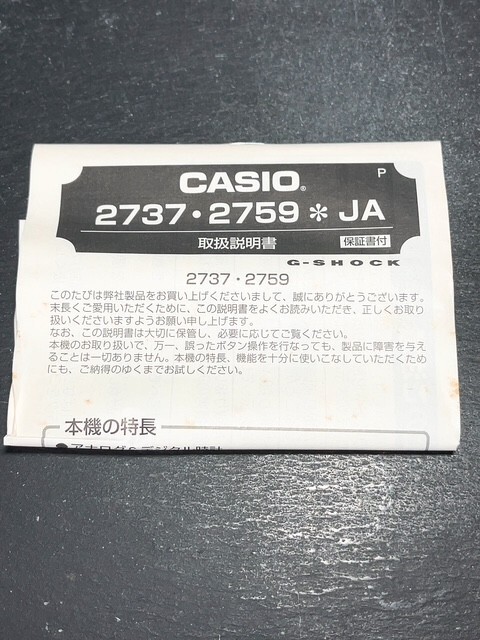 P
CASIO®
2737・2759＊JA
取扱説明書 保証書付
G-SHOCK
2737・2759
このたびは弊社製品をお買い上げくださいまして、誠にありがとうございます。
末長くご愛用いただくために、この説明書をよくお読みいただき、正しくお取り
扱いくださいますようお願い申し上げます。
なお、この説明書は大切に保管し、必要に応じてご覧ください。
本機のお取り扱いで、万一、誤ったボタン操作を行なっても、製品に障害を与え
ることは一切ありません。本機の特長、機能を十分に使いこなしていただくため
にも、ご納得のゆくまでお試しください。
本機の特長
●アナログ&デジタル時計